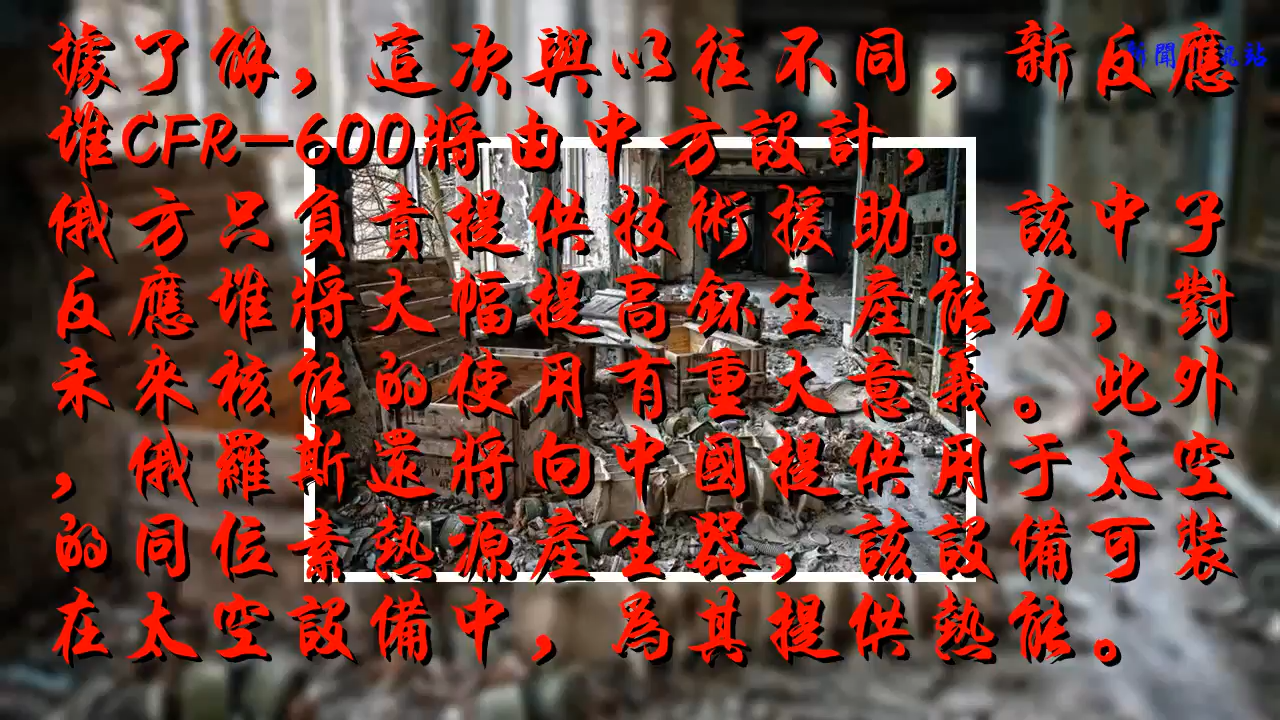 據了解，這次與以往不同，新反應
堆CFR—600將由中方設計，
俄方只負責提供技術援助。該中子
反應堆將大幅提高鈈生産能力，對
未來核能的使用有重大意義。此外
，俄羅斯還將向中國提供用于太空
的同位素熱源産生器，該設備可裝
在太空設備中，為其提供熱能。